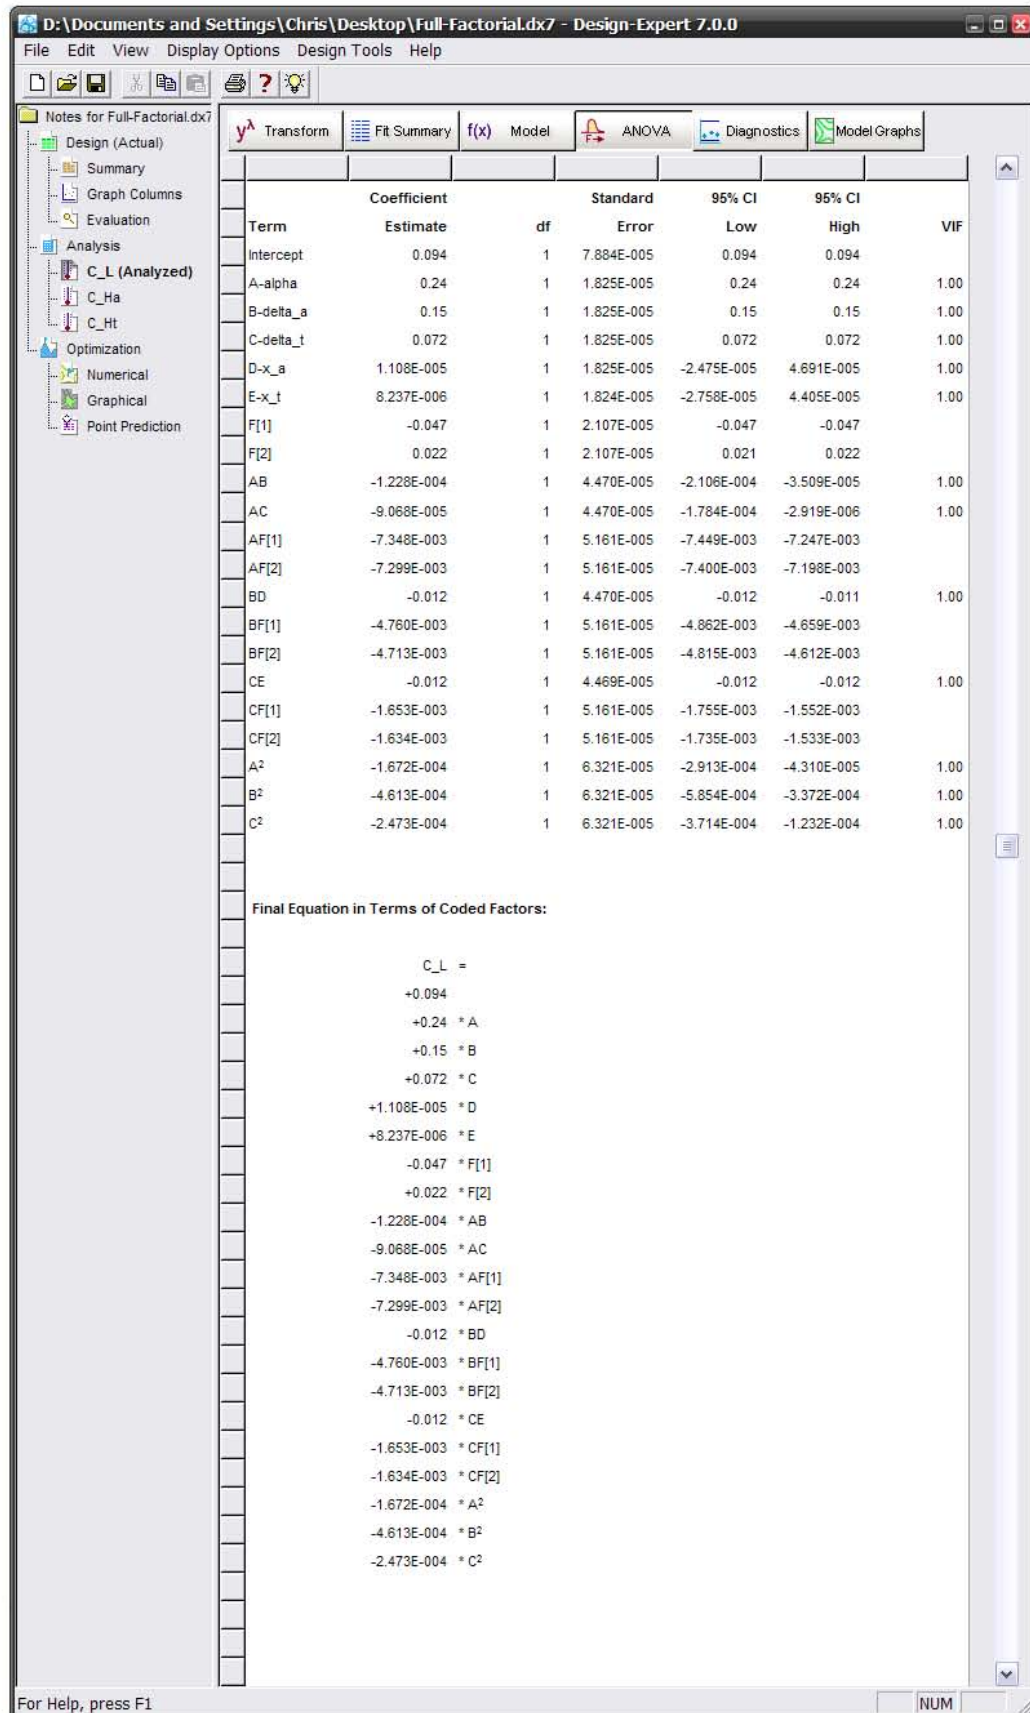 D:\Documents and Settings\Chris\Desktop\Full-Factorial.dx7 - Design-Expert 7.0.0
File Edit View Display Options Design Tools Help
Notes for Full-Factorial.dx7
Design (Actual)
Summary
Graph Columns
Evaluation
Analysis
C_L (Analyzed)
C_Ha
C_Ht
Optimization
Numerical
Graphical
Point Prediction
yλ Transform Fit Summary f(x) Model ANOVA Diagnostics Model Graphs
Coefficient Standard 95% CI 95% CI
Term Estimate df Error Low High VIF
Intercept 0.094 1 7.884E-005 0.094 0.094
A-alpha 0.24 1 1.825E-005 0.24 0.24 1.00
B-delta_a 0.15 1 1.825E-005 0.15 0.15 1.00
C-delta_t 0.072 1 1.825E-005 0.072 0.072 1.00
D-x_a 1.108E-005 1 1.825E-005 -2.475E-005 4.691E-005 1.00
E-x_t 8.237E-006 1 1.824E-005 -2.758E-005 4.405E-005 1.00
F[1] -0.047 1 2.107E-005 -0.047 -0.047
F[2] 0.022 1 2.107E-005 0.021 0.022
AB -1.228E-004 1 4.470E-005 -2.106E-004 -3.509E-005 1.00
AC -9.068E-005 1 4.470E-005 -1.784E-004 -2.919E-006 1.00
AF[1] -7.348E-003 1 5.161E-005 -7.449E-003 -7.247E-003
AF[2] -7.299E-003 1 5.161E-005 -7.400E-003 -7.198E-003
BD -0.012 1 4.470E-005 -0.012 -0.011 1.00
BF[1] -4.760E-003 1 5.161E-005 -4.862E-003 -4.659E-003
BF[2] -4.713E-003 1 5.161E-005 -4.815E-003 -4.612E-003
CE -0.012 1 4.469E-005 -0.012 -0.012 1.00
CF[1] -1.653E-003 1 5.161E-005 -1.755E-003 -1.552E-003
CF[2] -1.634E-003 1 5.161E-005 -1.735E-003 -1.533E-003
A² -1.672E-004 1 6.321E-005 -2.913E-004 -4.310E-005 1.00
B² -4.613E-004 1 6.321E-005 -5.854E-004 -3.372E-004 1.00
C² -2.473E-004 1 6.321E-005 -3.714E-004 -1.232E-004 1.00
Final Equation in Terms of Coded Factors:
C_L =
+0.094
+0.24 * A
+0.15 * B
+0.072 * C
+1.108E-005 * D
+8.237E-006 * E
-0.047 * F[1]
+0.022 * F[2]
-1.228E-004 * AB
-9.068E-005 * AC
-7.348E-003 * AF[1]
-7.299E-003 * AF[2]
-0.012 * BD
-4.760E-003 * BF[1]
-4.713E-003 * BF[2]
-0.012 * CE
-1.653E-003 * CF[1]
-1.634E-003 * CF[2]
-1.672E-004 * A²
-4.613E-004 * B²
-2.473E-004 * C²
For Help, press F1 NUM